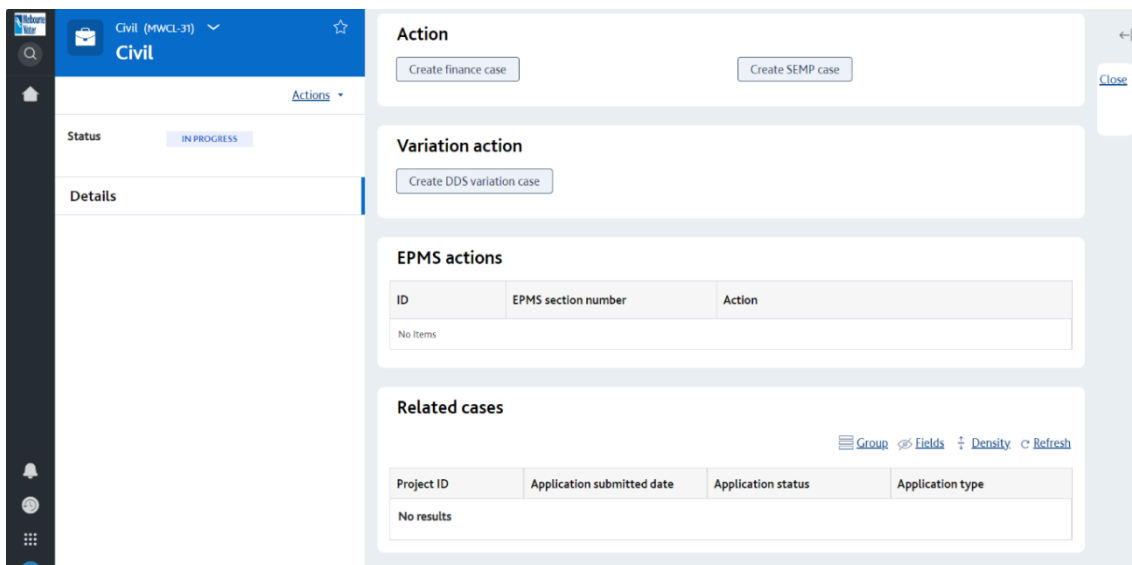 Melbourne
Water
Civil (MWCL-31)
Civil
Actions
Status
IN PROGRESS
Details
Action
Create finance case
Create SEMP case
Close
Variation action
Create DDS variation case
EPMS actions
ID
EPMS section number
Action
No Items
Related cases
Group
Fields
Density
Refresh
Project ID
Application submitted date
Application status
Application type
No results